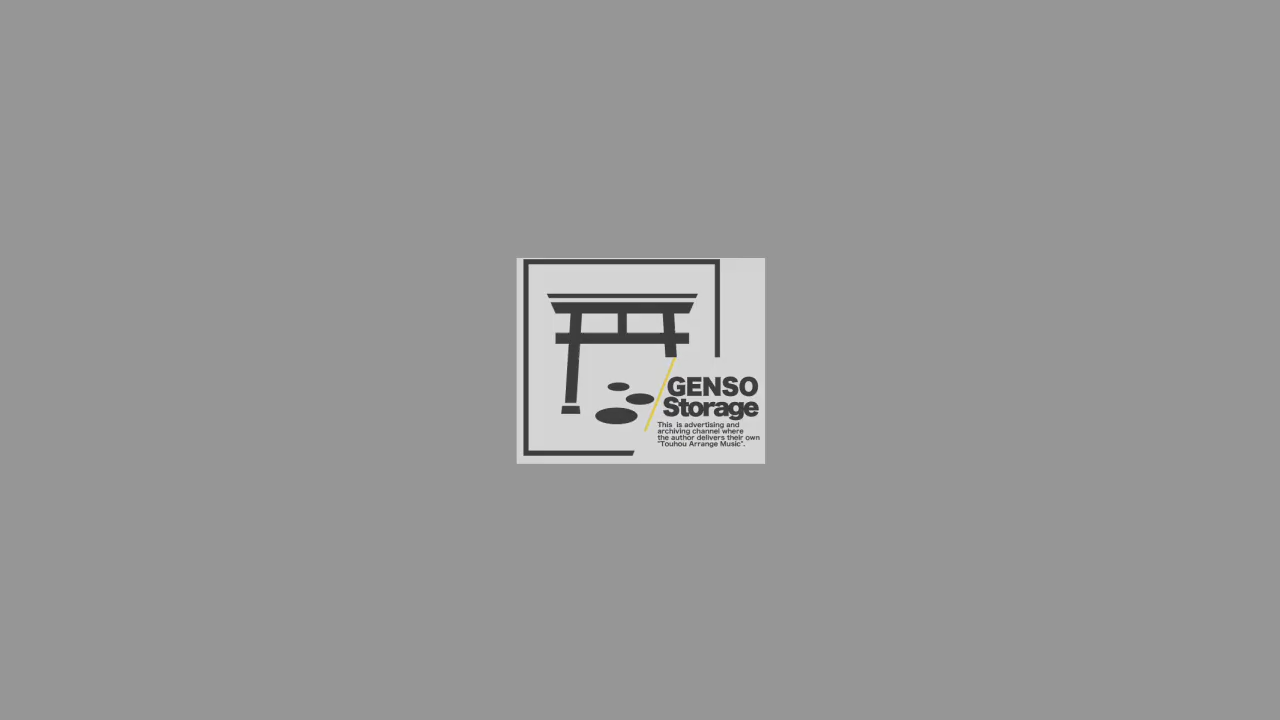 GENSO
Storage
This is advertising and
archiving channel where
the author delivers their own
"Touhou Arrange Music".